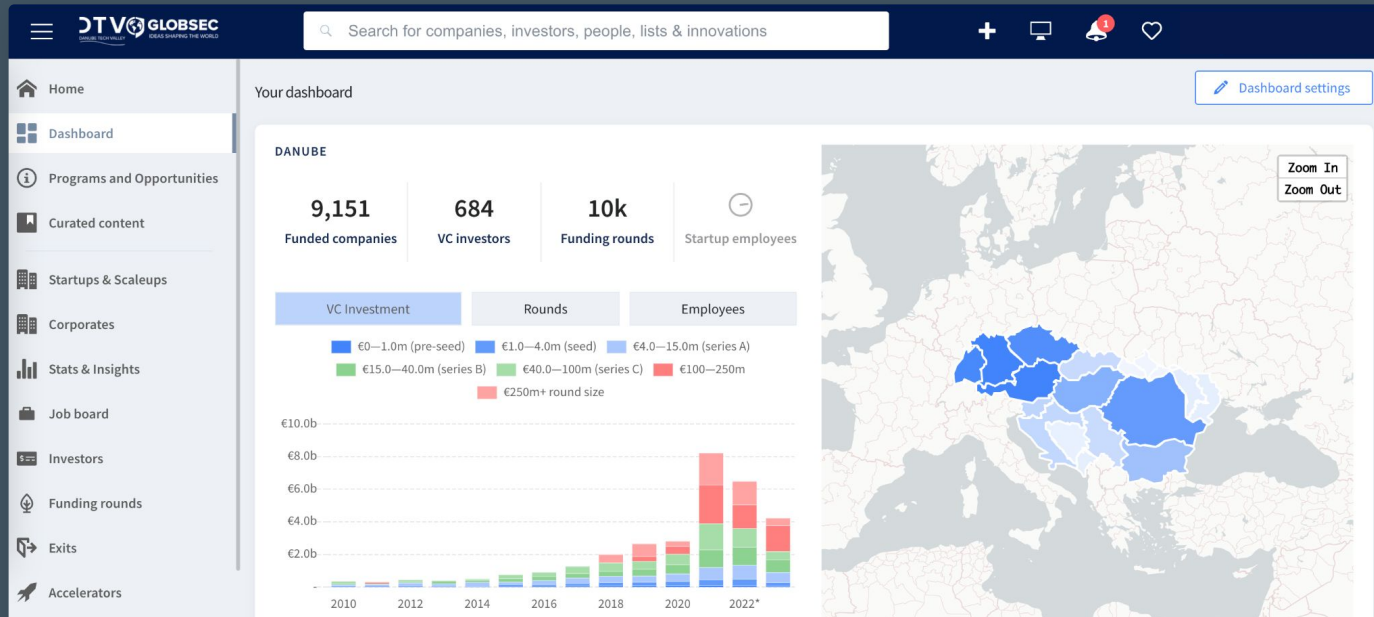 DTV GLOBSEC
DANUBE TECH VALLEY IDEAS SHAPING THE WORLD
Search for companies, investors, people, lists & innovations
1
Home
Dashboard
Programs and Opportunities
Curated content
Startups & Scaleups
Corporates
Stats & Insights
Job board
Investors
Funding rounds
Exits
Accelerators
Your dashboard
Dashboard settings
DANUBE
9,151
Funded companies
684
VC investors
10k
Funding rounds
Startup employees
VC Investment
Rounds
Employees
€0—1.0m (pre-seed) €1.0—4.0m (seed) €4.0—15.0m (series A)
€15.0—40.0m (series B) €40.0—100m (series C) €100—250m
€250m+ round size
€10.0b
€8.0b
€6.0b
€4.0b
€2.0b
-
2010 2012 2014 2016 2018 2020 2022*
Zoom In
Zoom Out